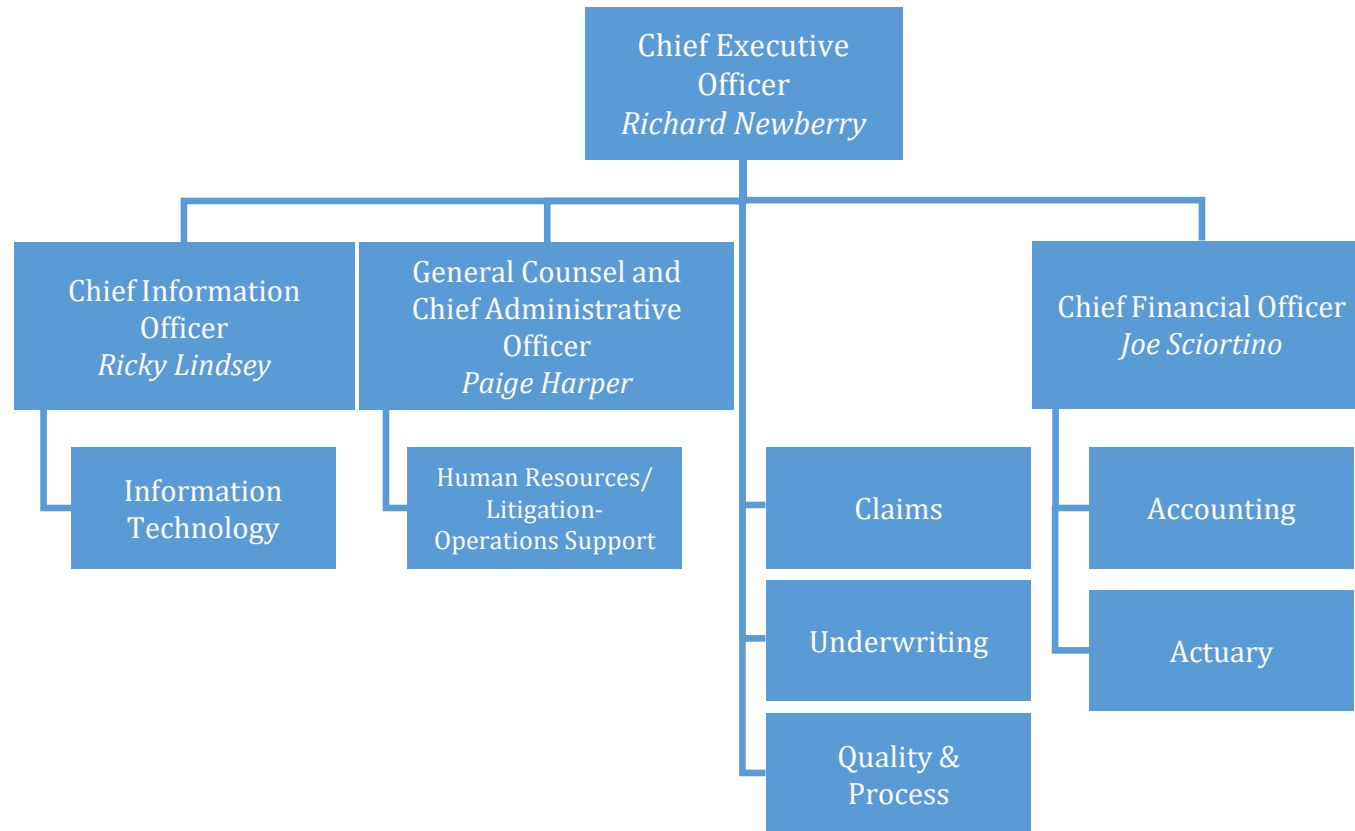 Chief Executive
Officer
Richard Newberry
Chief Information
Officer
Ricky Lindsey
General Counsel and
Chief Administrative
Officer
Paige Harper
Chief Financial Officer
Joe Sciortino
Information
Technology
Human Resources/
Litigation-
Operations Support
Claims
Underwriting
Quality &
Process
Accounting
Actuary